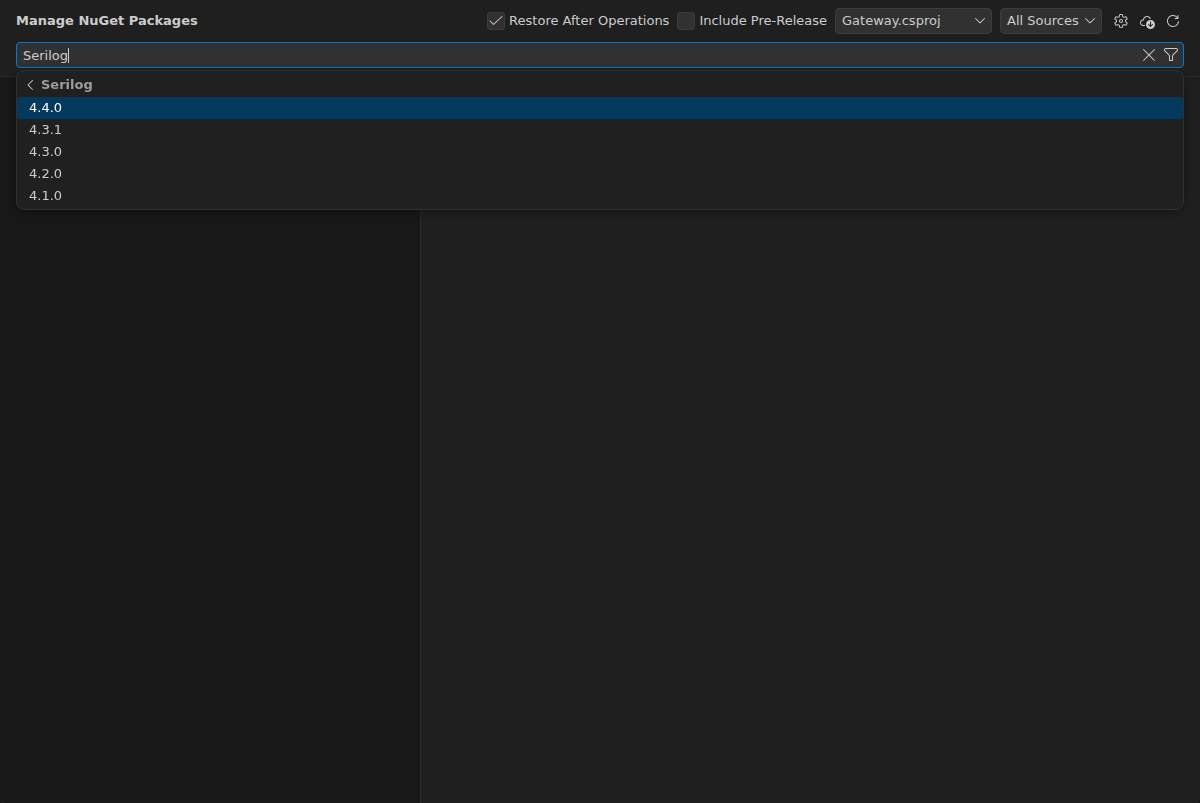 Manage NuGet Packages
Restore After Operations
Include Pre-Release
Gateway.csproj
All Sources
Serilog
Serilog
4.4.0
4.3.1
4.3.0
4.2.0
4.1.0